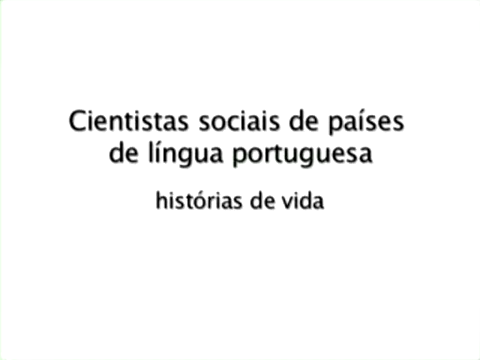 Cientistas sociais de países
de língua portuguesa
histórias de vida